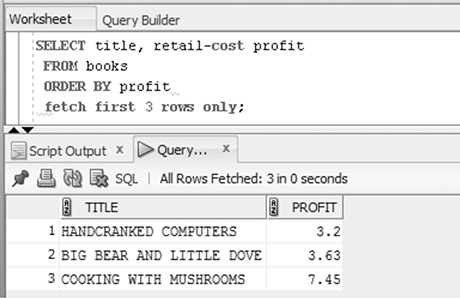 Worksheet Query Builder
SELECT title, retail-cost profit
FROM books
ORDER BY profit
fetch first 3 rows only;
Script Output x Query... x
SQL | All Rows Fetched: 3 in 0 seconds
TITLE PROFIT
1 HANDCRANKED COMPUTERS 3.2
2 BIG BEAR AND LITTLE DOVE 3.63
3 COOKING WITH MUSHROOMS 7.45